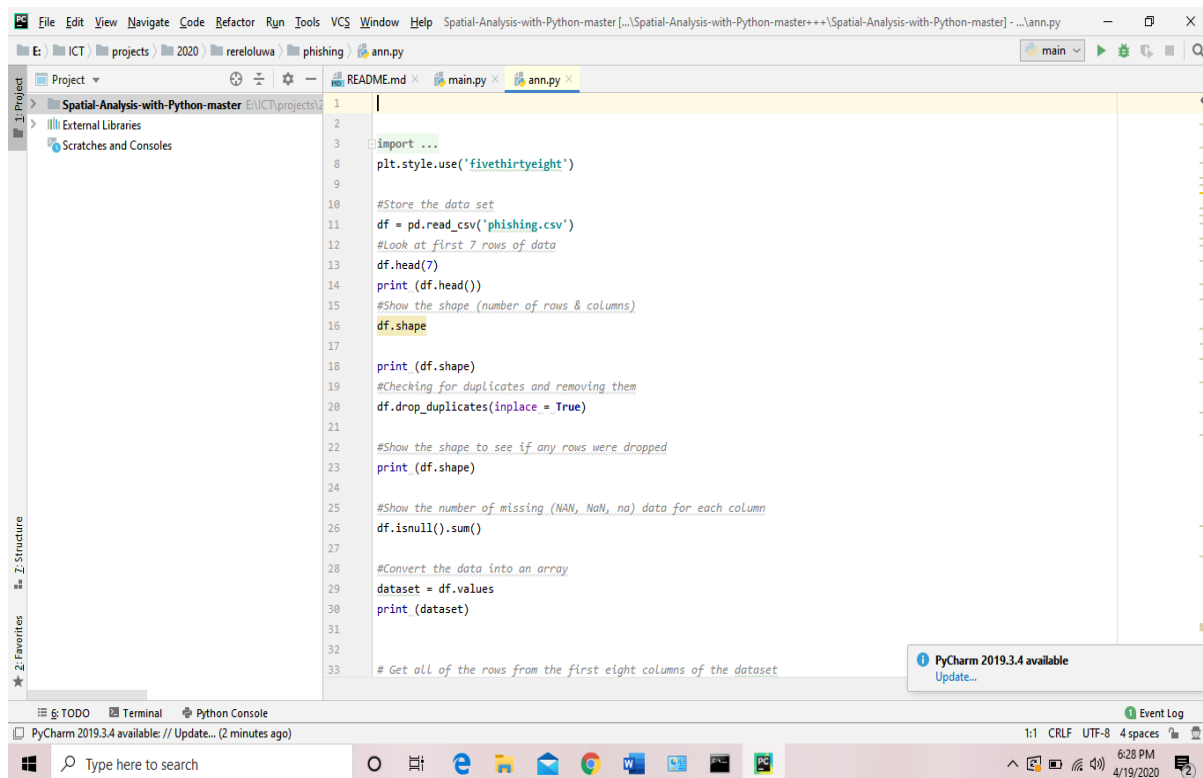 PC File Edit View Navigate Code Refactor Run Tools VCS Window Help Spatial-Analysis-with-Python-master [...\Spatial-Analysis-with-Python-master+++\Spatial-Analysis-with-Python-master] - ...\ann.py
E: ICT projects 2020 rereloluwa phishing ann.py main
1: Project
Project
README.md main.py ann.py
Spatial-Analysis-with-Python-master E:\ICT\projects\2
External Libraries
Scratches and Consoles
1
2
3 import ...
8 plt.style.use('fivethirtyeight')
9
10 #Store the data set
11 df = pd.read_csv('phishing.csv')
12 #Look at first 7 rows of data
13 df.head(7)
14 print (df.head())
15 #Show the shape (number of rows & columns)
16 df.shape
17
18 print (df.shape)
19 #Checking for duplicates and removing them
20 df.drop_duplicates(inplace = True)
21
22 #Show the shape to see if any rows were dropped
23 print (df.shape)
24
25 #Show the number of missing (NAN, NaN, na) data for each column
26 df.isnull().sum()
27
28 #Convert the data into an array
29 dataset = df.values
30 print (dataset)
31
32
33 # Get all of the rows from the first eight columns of the dataset
7: Structure
2: Favorites
PyCharm 2019.3.4 available
Update...
6: TODO Terminal Python Console 1 Event Log
PyCharm 2019.3.4 available: // Update... (2 minutes ago) 1:1 CRLF UTF-8 4 spaces
Type here to search
6:28 PM
4/19/2020
2